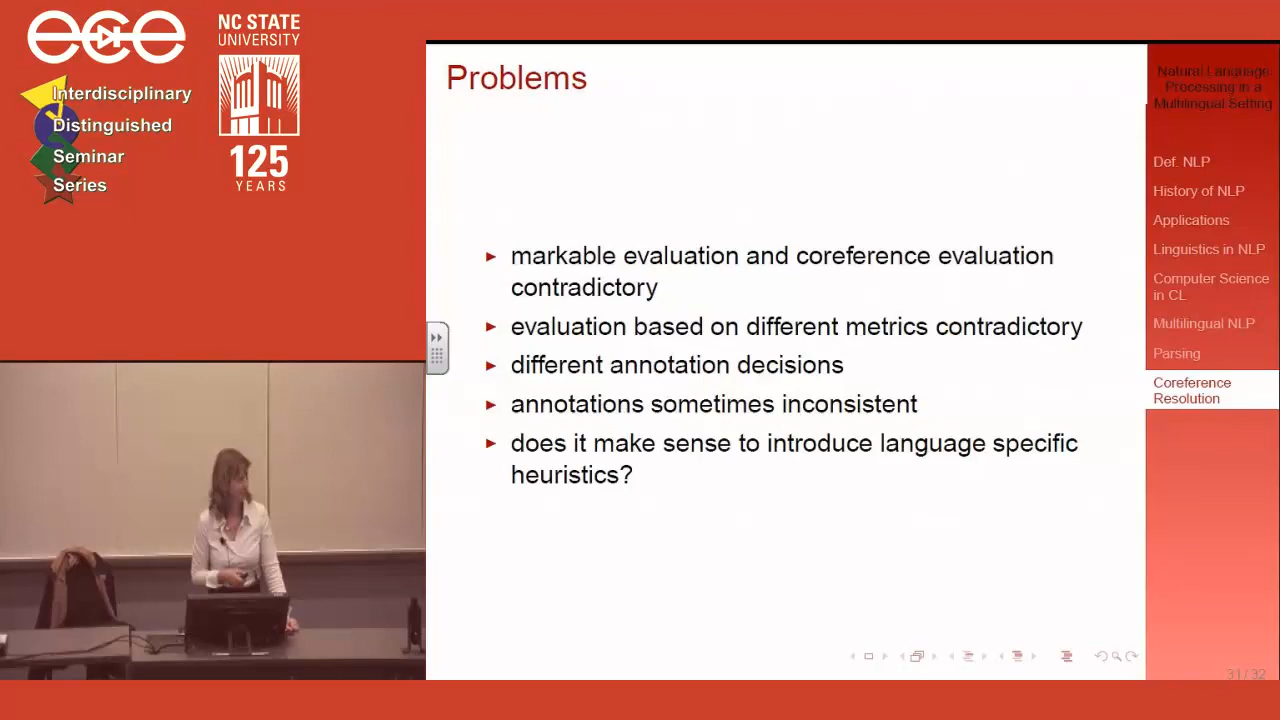 ece
NC STATE
UNIVERSITY
Interdisciplinary
Distinguished
Seminar
Series
125
YEARS
Problems
► markable evaluation and coreference evaluation
contradictory
► evaluation based on different metrics contradictory
► different annotation decisions
► annotations sometimes inconsistent
► does it make sense to introduce language specific
heuristics?
Natural Language
Processing in a
Multilingual Setting
Def. NLP
History of NLP
Applications
Linguistics in NLP
Computer Science
in CL
Multilingual NLP
Parsing
Coreference
Resolution
31 / 32